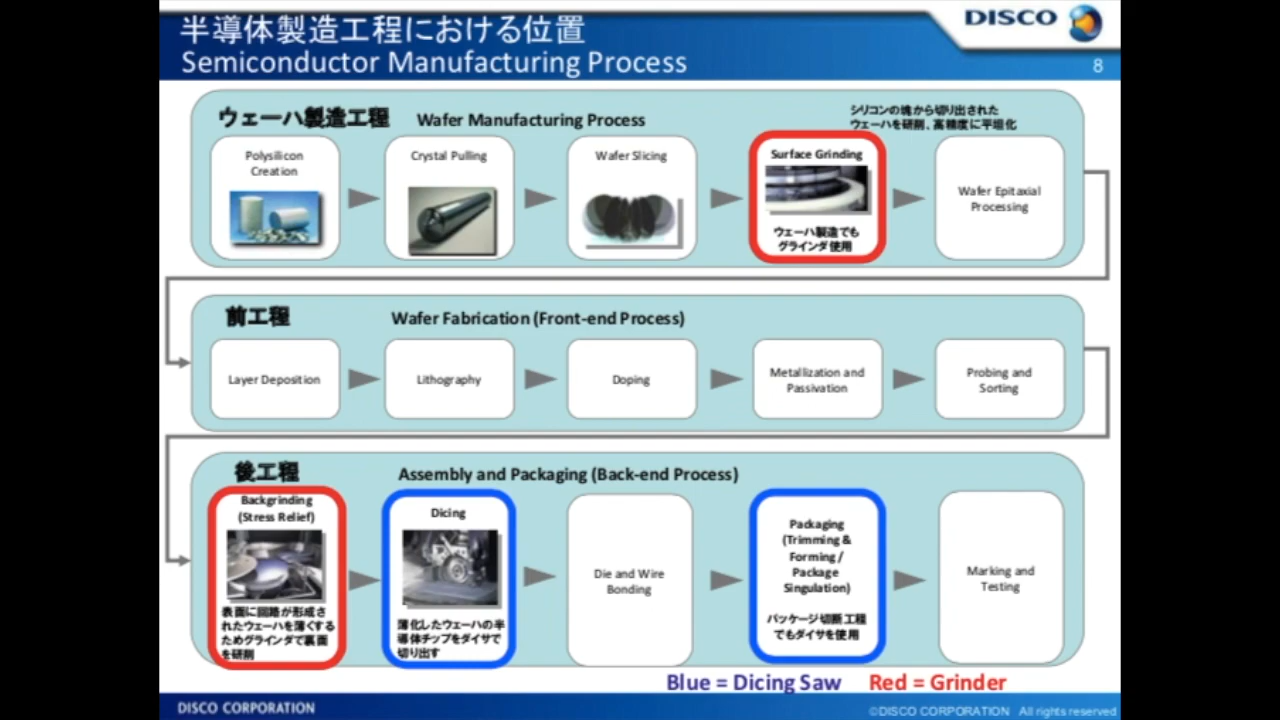 半導体製造工程における位置
Semiconductor Manufacturing Process
DISCO
8
ウェーハ製造工程
Wafer Manufacturing Process
シリコンの塊から切り出された
ウェーハを研削、高精度に平坦化
Polysilicon
Creation
Crystal Pulling
Wafer Slicing
Surface Grinding
ウェーハ製造でも
グラインダ使用
Wafer Epitaxial
Processing
前工程
Wafer Fabrication (Front-end Process)
Layer Deposition
Lithography
Doping
Metallization and
Passivation
Probing and
Sorting
後工程
Assembly and Packaging (Back-end Process)
Backgrinding
(Stress Relief)
表面に回路が形成さ
れたウェーハを薄くする
ためグラインダで裏面
を研削
Dicing
薄化したウェーハの半
導体チップをダイサで
切り出す
Die and Wire
Bonding
Packaging
(Trimming &
Forming /
Package
Singulation)
パッケージ切断工程
でもダイサを使用
Marking and
Testing
Blue = Dicing Saw
Red = Grinder
DISCO CORPORATION
©DISCO CORPORATION All rights reserved